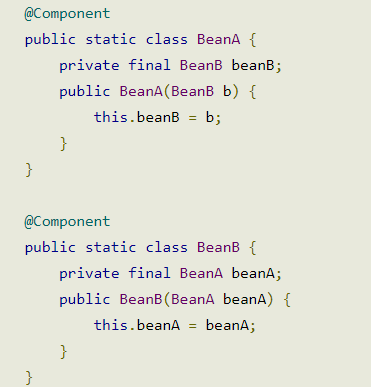 @Component
public static class BeanA {
    private final BeanB beanB;
    public BeanA(BeanB b) {
        this.beanB = b;
    }
}

@Component
public static class BeanB {
    private final BeanA beanA;
    public BeanB(BeanA beanA) {
        this.beanA = beanA;
    }
}